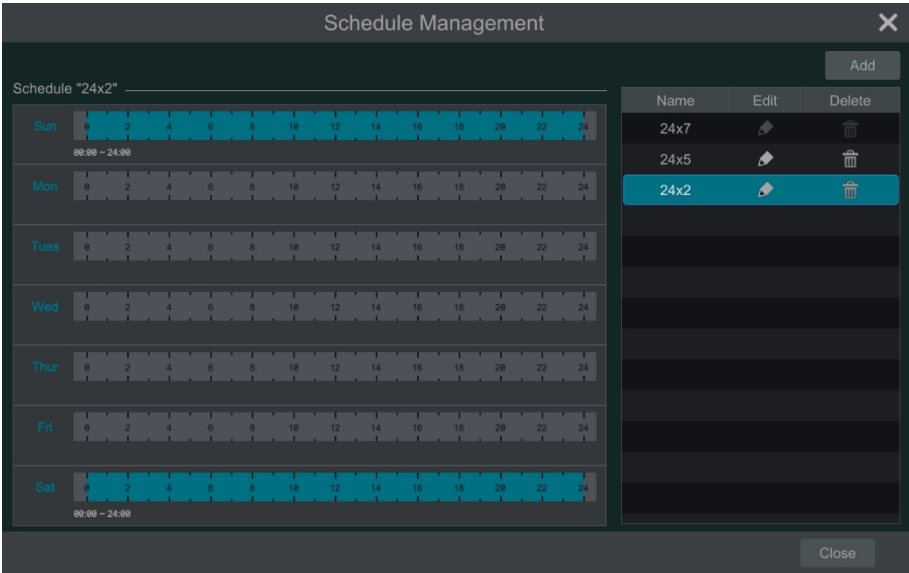 Schedule Management
Add
Schedule "24x2"
Name Edit Delete
24x7
24x5
24x2
Sun 0 2 4 6 8 10 12 14 16 18 20 22 24
00:00 ~ 24:00
Mon 0 2 4 6 8 10 12 14 16 18 20 22 24
Tues 0 2 4 6 8 10 12 14 16 18 20 22 24
Wed 0 2 4 6 8 10 12 14 16 18 20 22 24
Thur 0 2 4 6 8 10 12 14 16 18 20 22 24
Fri 0 2 4 6 8 10 12 14 16 18 20 22 24
Sat 0 2 4 6 8 10 12 14 16 18 20 22 24
00:00 ~ 24:00
Close